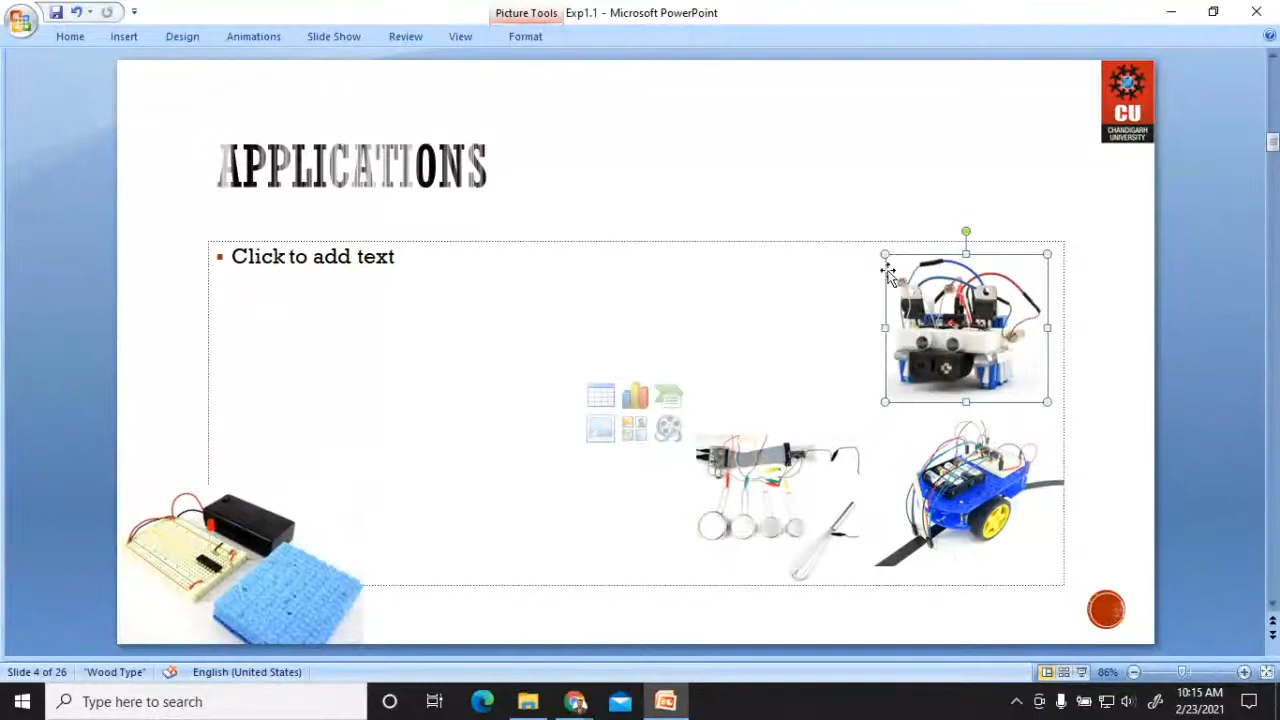 Picture Tools Exp1.1 - Microsoft PowerPoint
Home Insert Design Animations Slide Show Review View Format
CU
CHANDIGARH
UNIVERSITY
APPLICATIONS
Click to add text
Slide 4 of 26 "Wood Type" English (United States) 86%
Type here to search
10:15 AM
2/23/2021